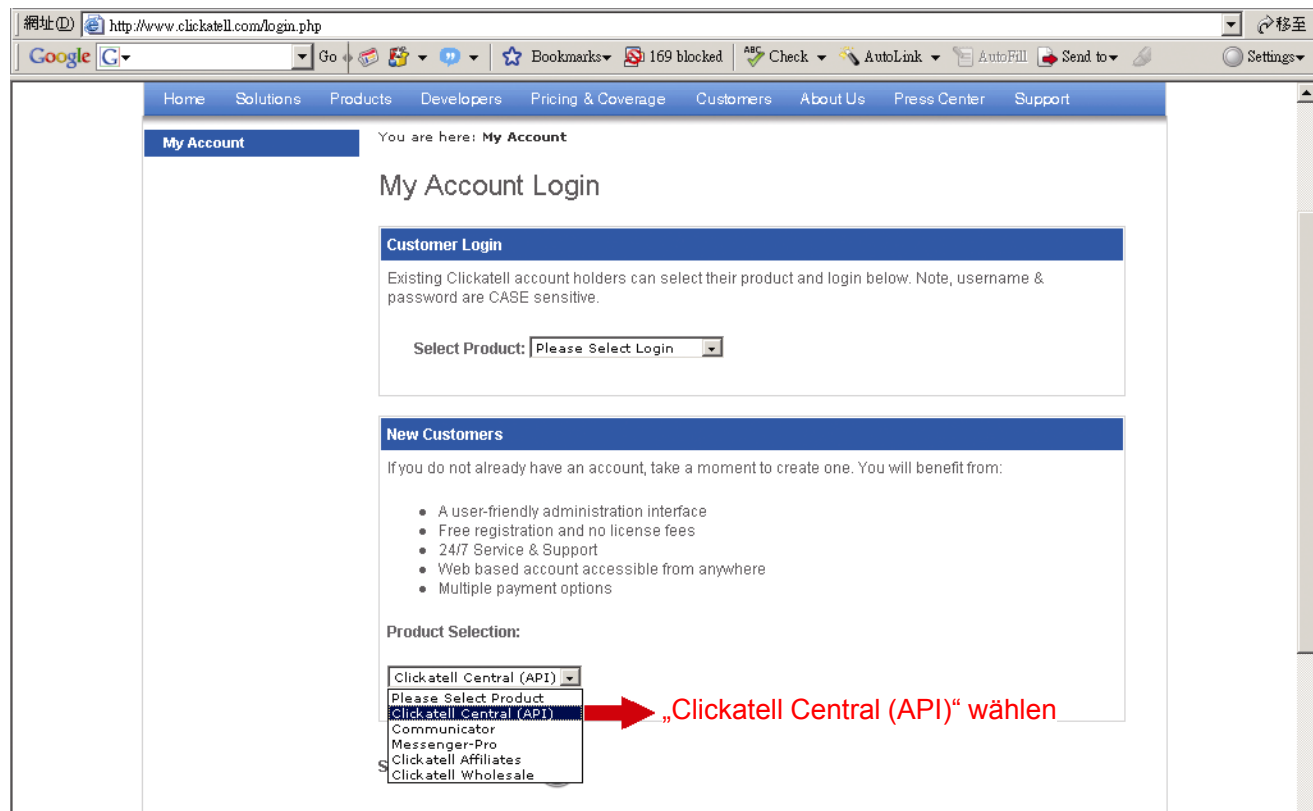 網址(D) http://www.clickatell.com/login.php 移至
Google G Go Bookmarks 169 blocked ABC Check AutoLink AutoFill Send to Settings
Home Solutions Products Developers Pricing & Coverage Customers About Us Press Center Support
My Account
You are here: My Account
My Account Login
Customer Login
Existing Clickatell account holders can select their product and login below. Note, username &
password are CASE sensitive.
Select Product: Please Select Login
New Customers
If you do not already have an account, take a moment to create one. You will benefit from:
● A user-friendly administration interface
● Free registration and no license fees
● 24/7 Service & Support
● Web based account accessible from anywhere
● Multiple payment options
Product Selection:
Clickatell Central (API)
Please Select Product
Clickatell Central (API)
„Clickatell Central (API)“ wählen
Communicator
Messenger-Pro
Clickatell Affiliates
Clickatell Wholesale